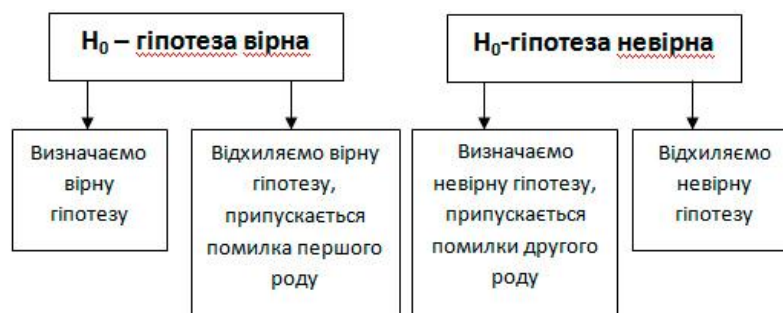 H₀ – гіпотеза вірна
H₀-гіпотеза невірна
Визначаємо
вірну
гіпотезу
Відхиляємо вірну
гіпотезу,
припускається
помилка першого
роду
Визначаємо
невірну гіпотезу,
припускається
помилки другого
роду
Відхиляємо
невірну
гіпотезу